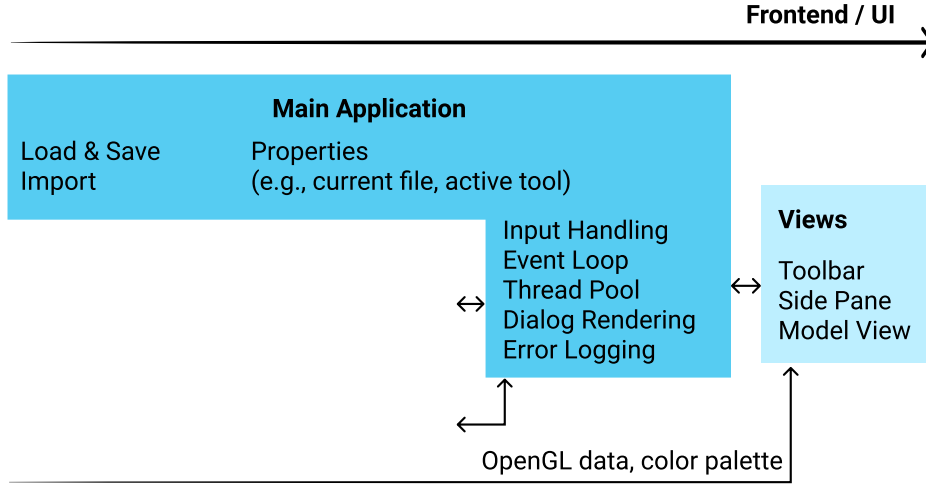 Frontend / UI
Main Application
Load & Save
Import
Properties
(e.g., current file, active tool)
Input Handling
Event Loop
Thread Pool
Dialog Rendering
Error Logging
Views
Toolbar
Side Pane
Model View
OpenGL data, color palette